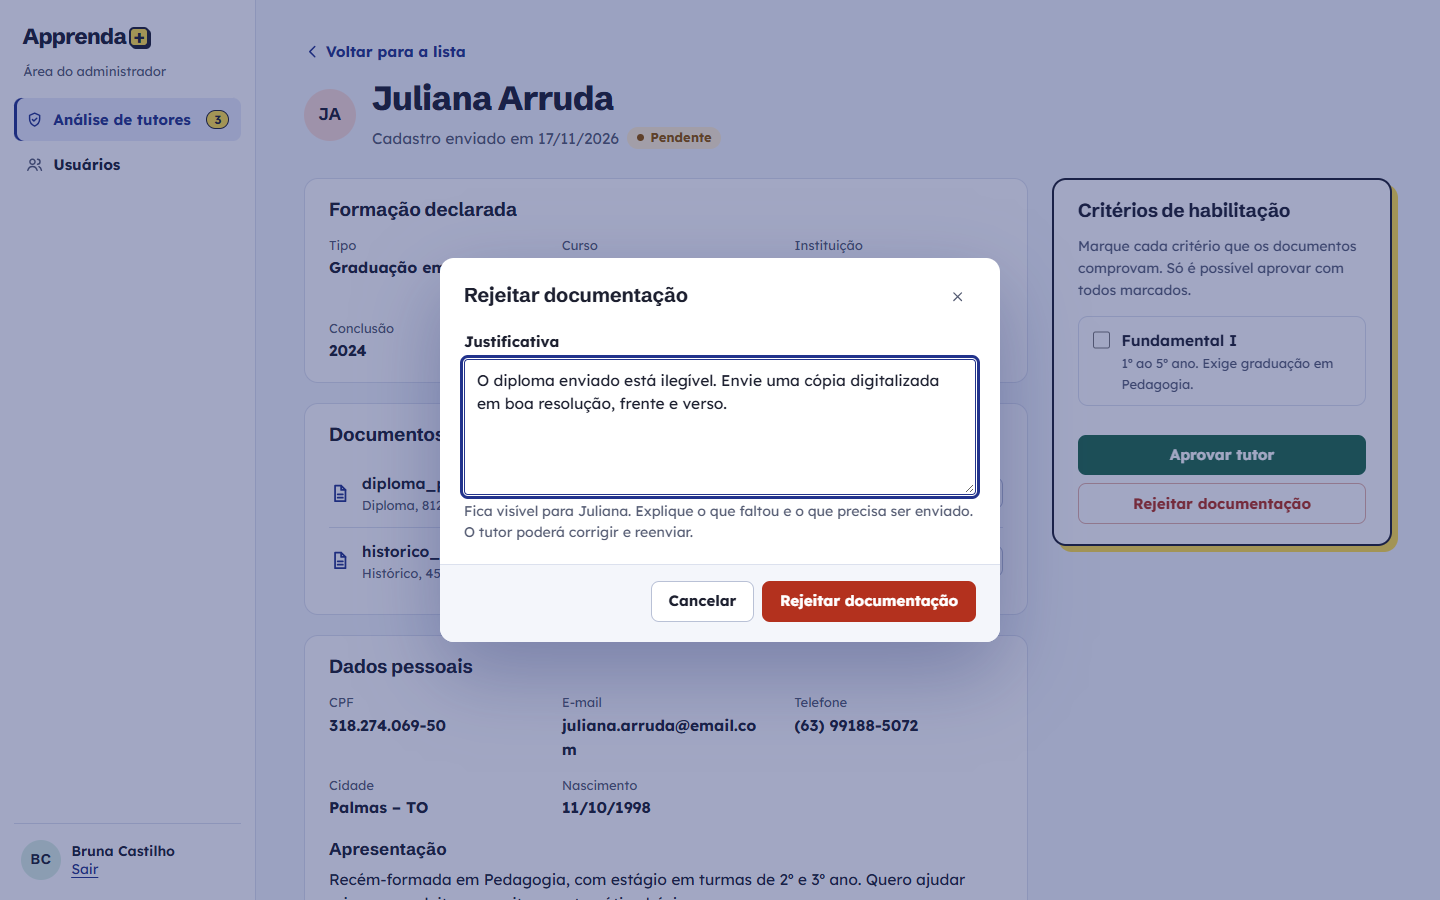 Apprenda+
Área do administrador
Análise de tutores 3
Usuários
Bruna Castilho
Sair
BC
Voltar para a lista
JA
Juliana Arruda
Cadastro enviado em 17/11/2026 Pendente
Formação declarada
Tipo Curso Instituição
Graduação em
Conclusão
2024
Documentos
diploma_
Diploma, 812
historico_
Histórico, 45
Rejeitar documentação
Justificativa
O diploma enviado está ilegível. Envie uma cópia digitalizada
em boa resolução, frente e verso.
Fica visível para Juliana. Explique o que faltou e o que precisa ser enviado.
O tutor poderá corrigir e reenviar.
Cancelar Rejeitar documentação
Dados pessoais
CPF E-mail Telefone
318.274.069-50 juliana.arruda@email.co (63) 99188-5072
m
Cidade Nascimento
Palmas – TO 11/10/1998
Apresentação
Recém-formada em Pedagogia, com estágio em turmas de 2º e 3º ano. Quero ajudar
Critérios de habilitação
Marque cada critério que os documentos
comprovam. Só é possível aprovar com
todos marcados.
Fundamental I
1º ao 5º ano. Exige graduação em
Pedagogia.
Aprovar tutor
Rejeitar documentação